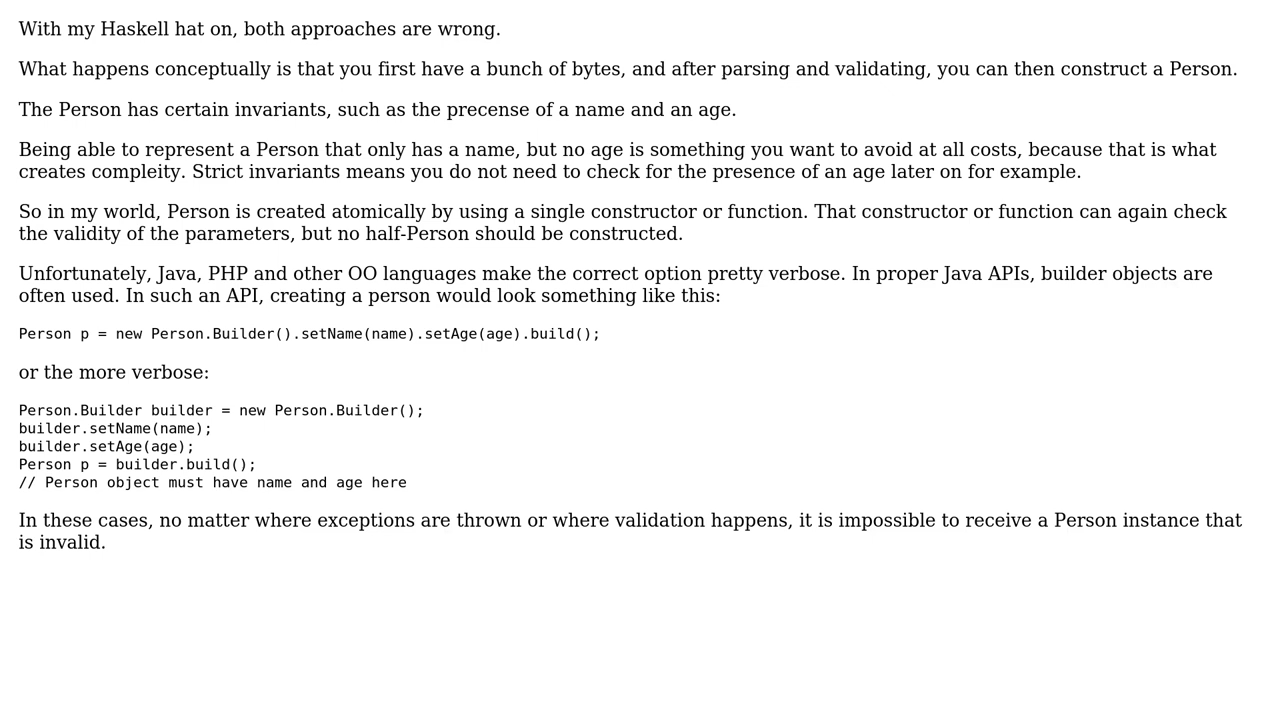 With my Haskell hat on, both approaches are wrong.
What happens conceptually is that you first have a bunch of bytes, and after parsing and validating, you can then construct a Person.
The Person has certain invariants, such as the precense of a name and an age.
Being able to represent a Person that only has a name, but no age is something you want to avoid at all costs, because that is what
creates compleity. Strict invariants means you do not need to check for the presence of an age later on for example.
So in my world, Person is created atomically by using a single constructor or function. That constructor or function can again check
the validity of the parameters, but no half-Person should be constructed.
Unfortunately, Java, PHP and other OO languages make the correct option pretty verbose. In proper Java APIs, builder objects are
often used. In such an API, creating a person would look something like this:
Person p = new Person.Builder().setName(name).setAge(age).build();
or the more verbose:
Person.Builder builder = new Person.Builder();
builder.setName(name);
builder.setAge(age);
Person p = builder.build();
// Person object must have name and age here
In these cases, no matter where exceptions are thrown or where validation happens, it is impossible to receive a Person instance that
is invalid.